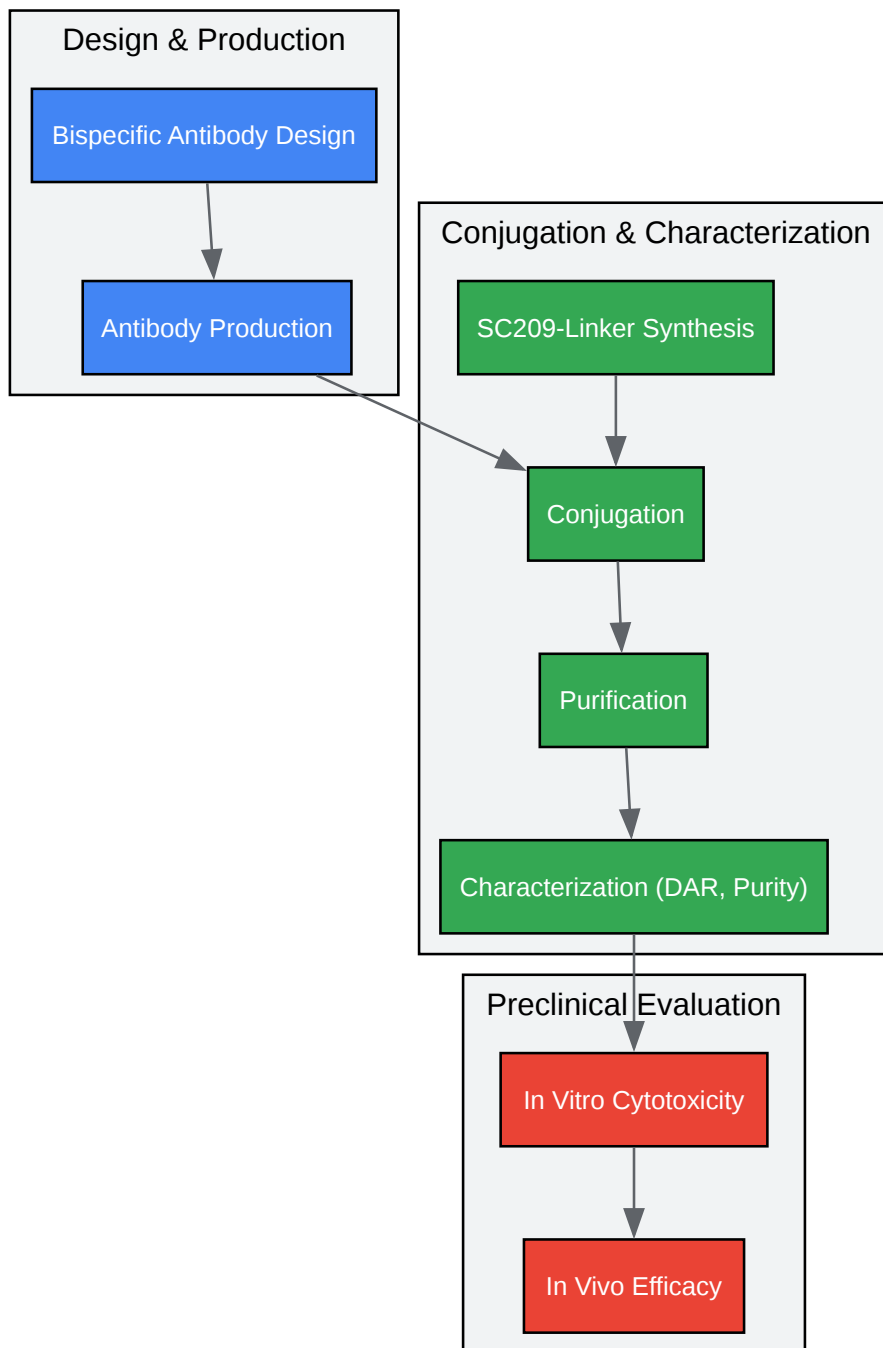 Design & Production
Bispecific Antibody Design
Antibody Production
Conjugation & Characterization
SC209-Linker Synthesis
Conjugation
Purification
Characterization (DAR, Purity)
Preclinical Evaluation
In Vitro Cytotoxicity
In Vivo Efficacy